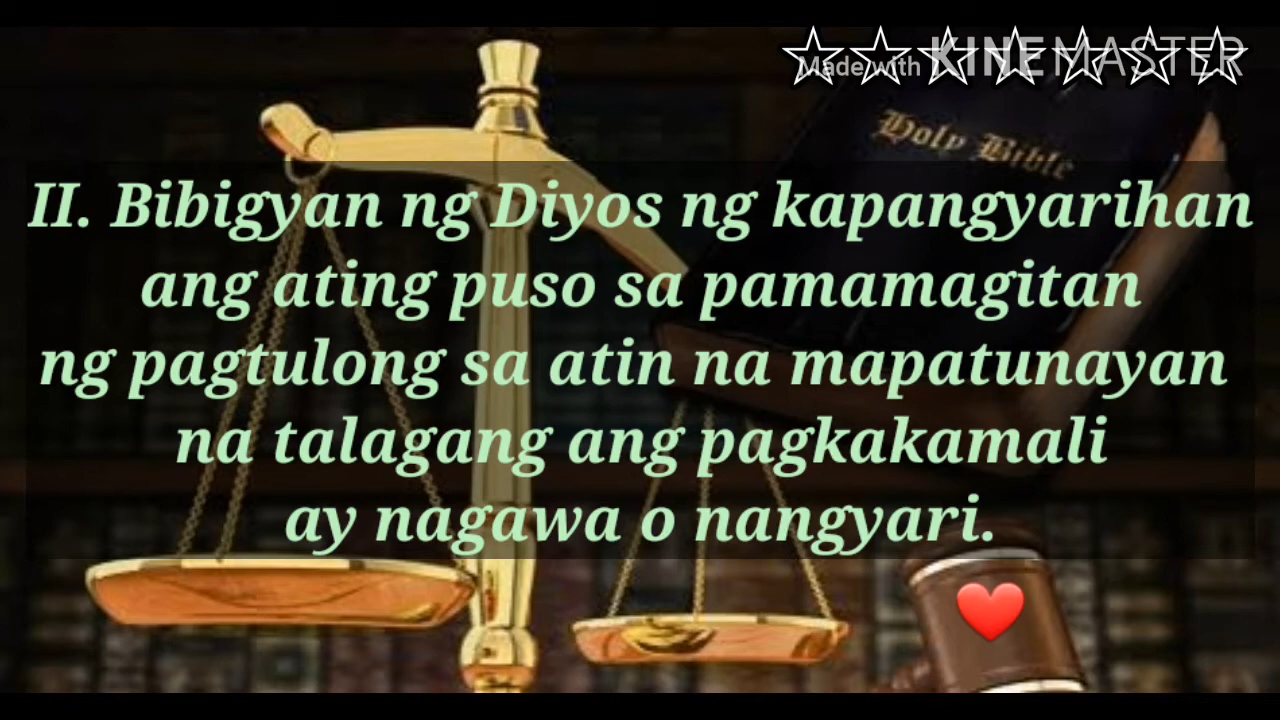 Made with KINEMASTER
Holy Bible
II. Bibigyan ng Diyos ng kapangyarihan
ang ating puso sa pamamagitan
ng pagtulong sa atin na mapatunayan
na talagang ang pagkakamali
ay nagawa o nangyari.